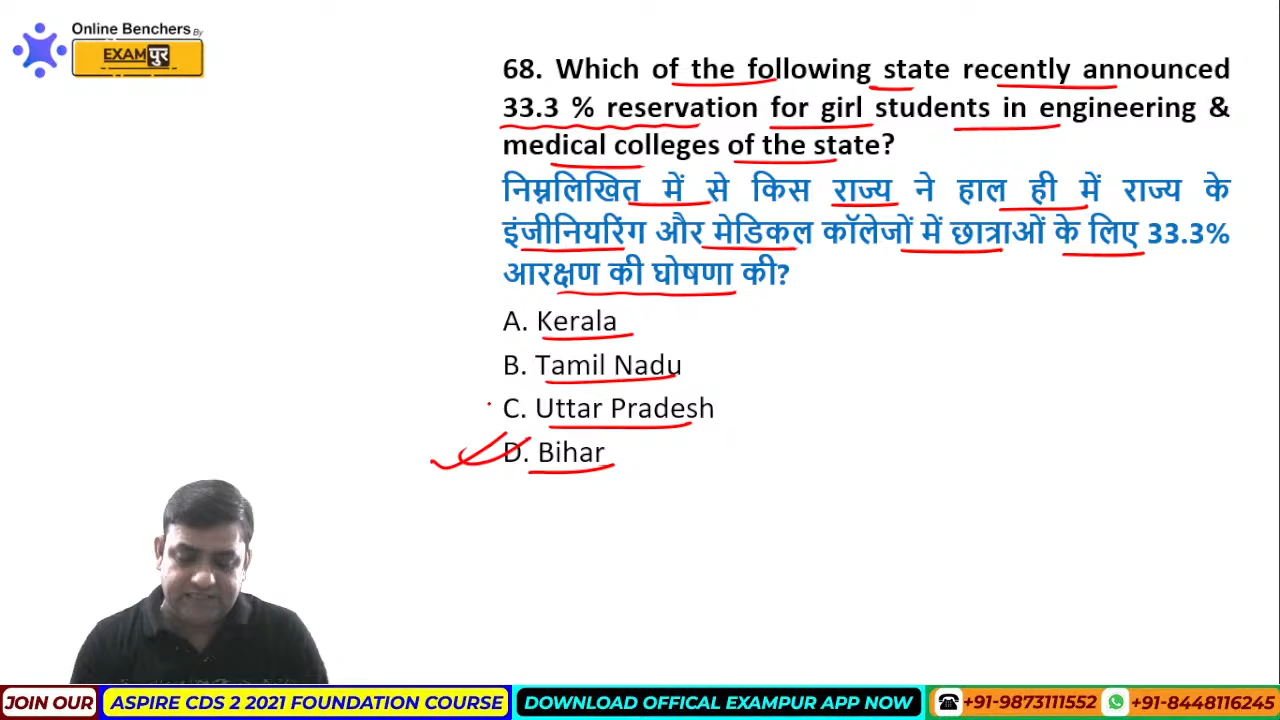 Online Benchers By
EXAMपुर
68. Which of the following state recently announced
33.3 % reservation for girl students in engineering &
medical colleges of the state?
निम्नलिखित में से किस राज्य ने हाल ही में राज्य के
इंजीनियरिंग और मेडिकल कॉलेजों में छात्राओं के लिए 33.3%
आरक्षण की घोषणा की?
A. Kerala
B. Tamil Nadu
C. Uttar Pradesh
D. Bihar
JOIN OUR ASPIRE CDS 2 2021 FOUNDATION COURSE DOWNLOAD OFFICAL EXAMPUR APP NOW +91-9873111552 +91-8448116245